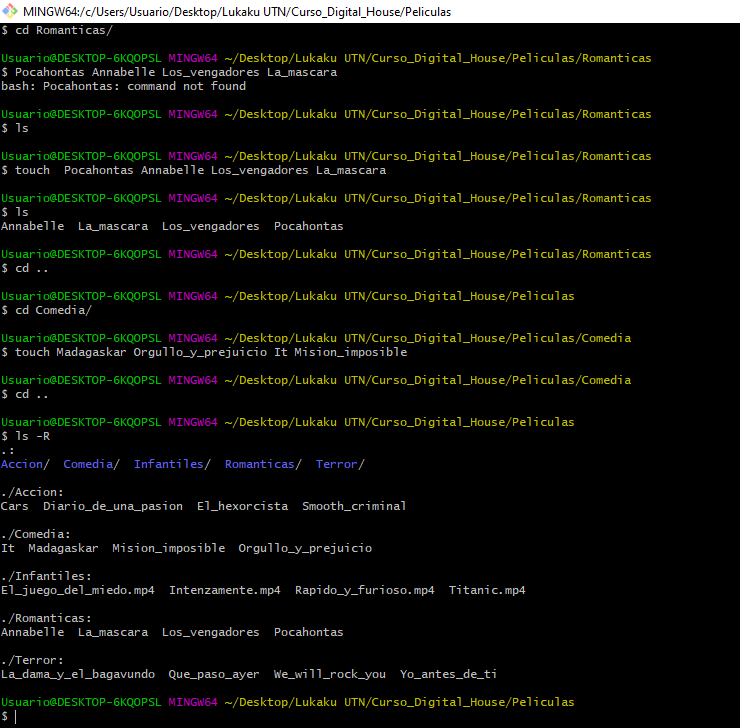 MINGW64:/c/Users/Usuario/Desktop/Lukaku UTN/Curso_Digital_House/Peliculas
$ cd Romanticas/
Usuario@DESKTOP-6KQOPSL MINGW64 ~/Desktop/Lukaku UTN/Curso_Digital_House/Peliculas/Romanticas
$ Pocahontas Annabelle Los_vengadores La_mascara
bash: Pocahontas: command not found
Usuario@DESKTOP-6KQOPSL MINGW64 ~/Desktop/Lukaku UTN/Curso_Digital_House/Peliculas/Romanticas
$ ls
Usuario@DESKTOP-6KQOPSL MINGW64 ~/Desktop/Lukaku UTN/Curso_Digital_House/Peliculas/Romanticas
$ touch  Pocahontas Annabelle Los_vengadores La_mascara
Usuario@DESKTOP-6KQOPSL MINGW64 ~/Desktop/Lukaku UTN/Curso_Digital_House/Peliculas/Romanticas
$ ls
Annabelle  La_mascara  Los_vengadores  Pocahontas
Usuario@DESKTOP-6KQOPSL MINGW64 ~/Desktop/Lukaku UTN/Curso_Digital_House/Peliculas/Romanticas
$ cd ..
Usuario@DESKTOP-6KQOPSL MINGW64 ~/Desktop/Lukaku UTN/Curso_Digital_House/Peliculas
$ cd Comedia/
Usuario@DESKTOP-6KQOPSL MINGW64 ~/Desktop/Lukaku UTN/Curso_Digital_House/Peliculas/Comedia
$ touch Madagaskar Orgullo_y_prejuicio It Mision_imposible
Usuario@DESKTOP-6KQOPSL MINGW64 ~/Desktop/Lukaku UTN/Curso_Digital_House/Peliculas/Comedia
$ cd ..
Usuario@DESKTOP-6KQOPSL MINGW64 ~/Desktop/Lukaku UTN/Curso_Digital_House/Peliculas
$ ls -R
.:
Accion/  Comedia/  Infantiles/  Romanticas/  Terror/
./Accion:
Cars  Diario_de_una_pasion  El_hexorcista  Smooth_criminal
./Comedia:
It  Madagaskar  Mision_imposible  Orgullo_y_prejuicio
./Infantiles:
El_juego_del_miedo.mp4  Intenzamente.mp4  Rapido_y_furioso.mp4  Titanic.mp4
./Romanticas:
Annabelle  La_mascara  Los_vengadores  Pocahontas
./Terror:
La_dama_y_el_bagavundo  Que_paso_ayer  We_will_rock_you  Yo_antes_de_ti
Usuario@DESKTOP-6KQOPSL MINGW64 ~/Desktop/Lukaku UTN/Curso_Digital_House/Peliculas
$